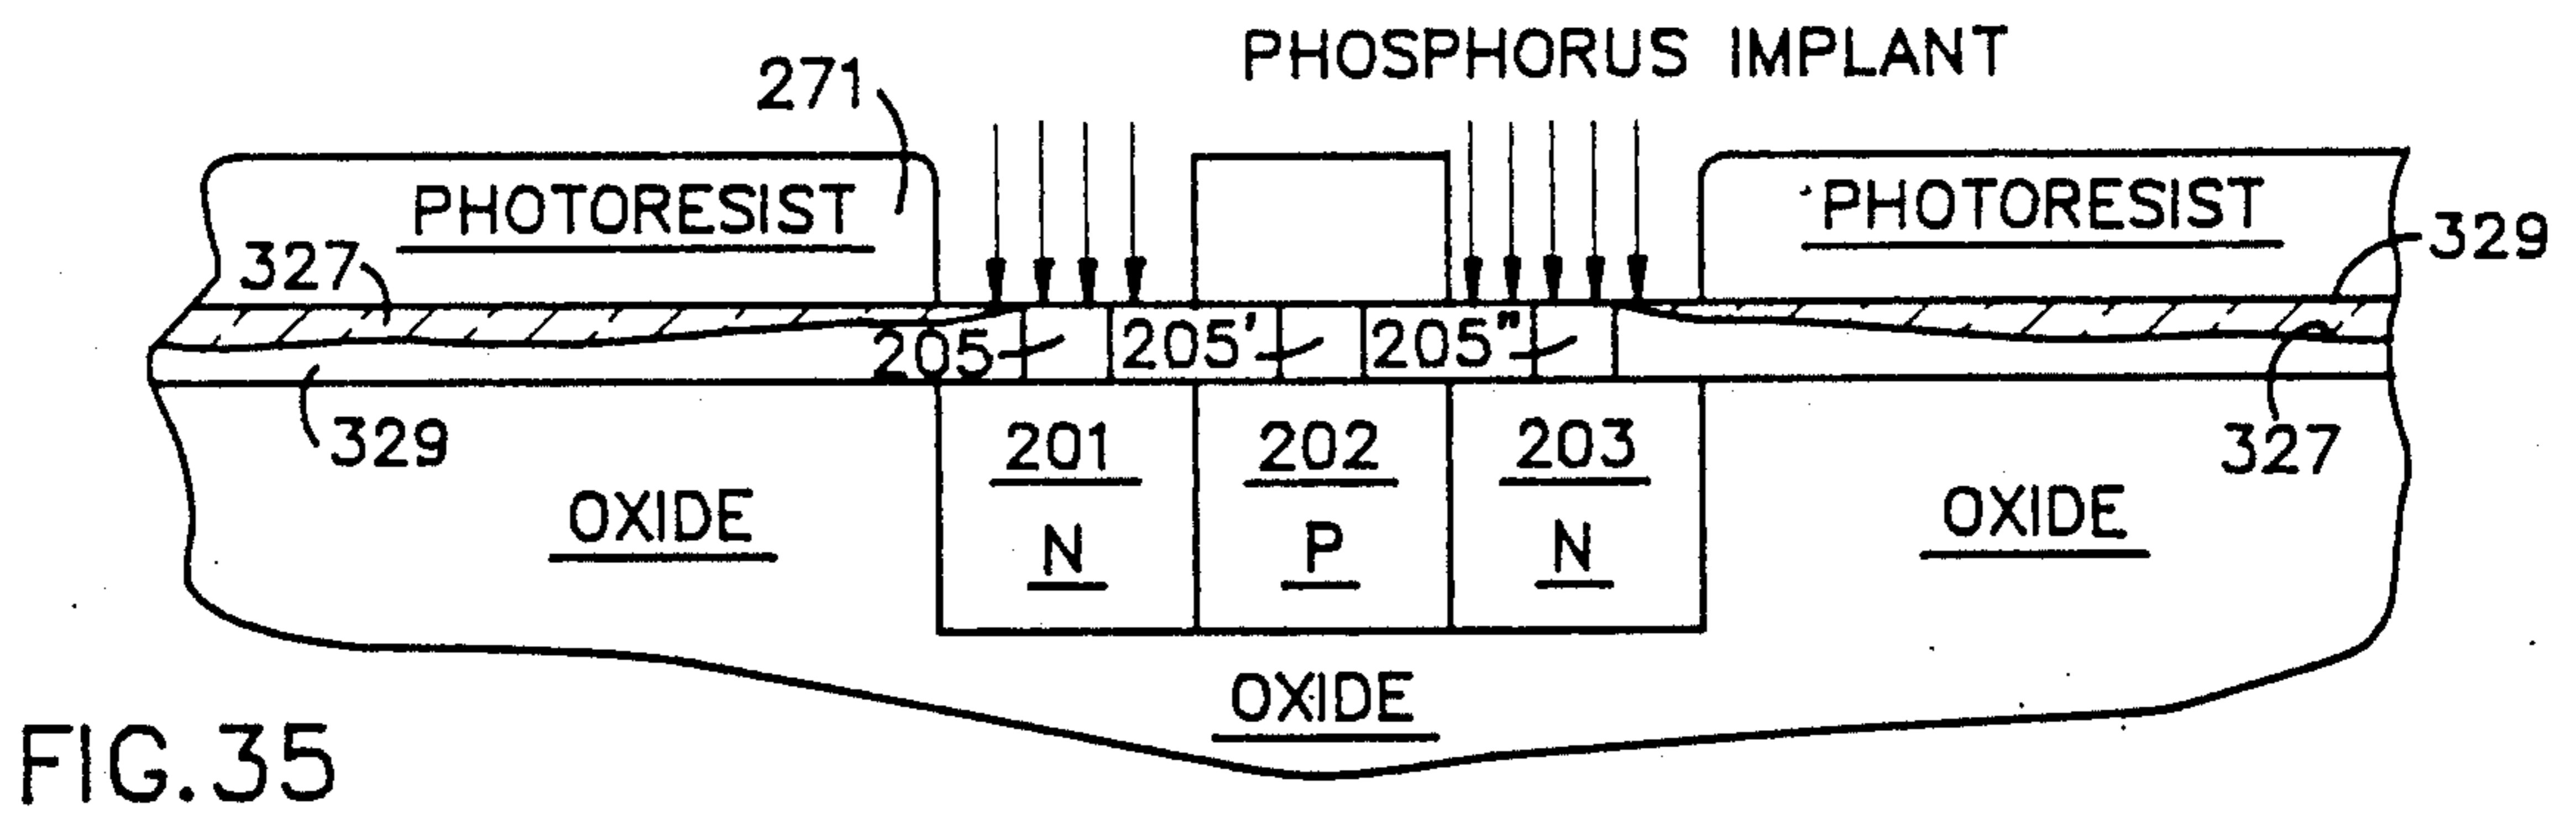 PHOSPHORUS IMPLANT
271
PHOTORESIST
PHOTORESIST
327
329
205
205'
205"
329
201
202
203
327
OXIDE
N
P
N
OXIDE
OXIDE
FIG.35